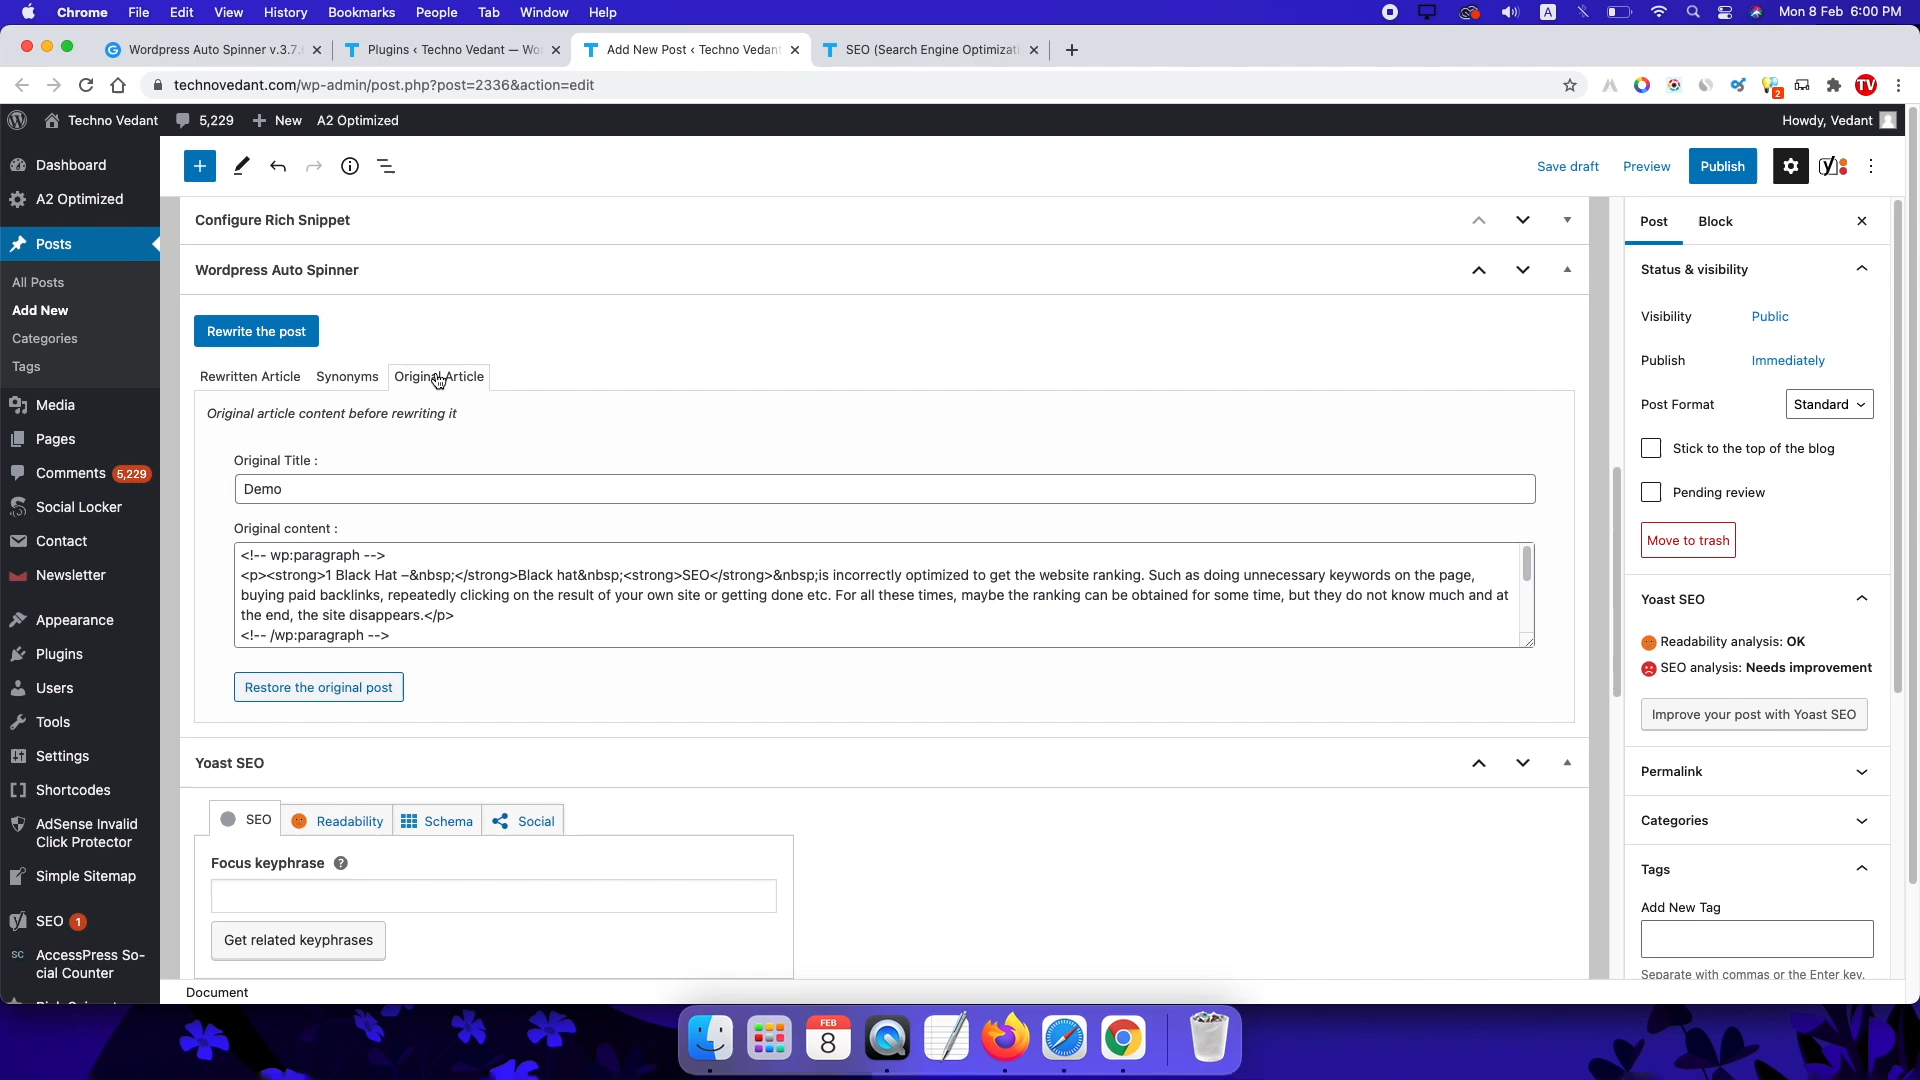 Chrome File Edit View History Bookmarks People Tab Window Help
A
Mon 8 Feb 6:00 PM
Wordpress Auto Spinner v.3.7.
Plugins ‹ Techno Vedant — Wo
Add New Post ‹ Techno Vedant
SEO (Search Engine Optimizati
technovedant.com/wp-admin/post.php?post=2336&action=edit
2
TV
Techno Vedant 5,229 New A2 Optimized
Howdy, Vedant
Dashboard
A2 Optimized
Posts
All Posts
Add New
Categories
Tags
Media
Pages
Comments 5,229
Social Locker
Contact
Newsletter
Appearance
Plugins
Users
Tools
Settings
Shortcodes
AdSense Invalid
Click Protector
Simple Sitemap
SEO 1
SC AccessPress So-
cial Counter
Save draft Preview Publish
Configure Rich Snippet
Wordpress Auto Spinner
Rewrite the post
Rewritten Article Synonyms Original Article
Original article content before rewriting it
Original Title :
Demo
Original content :
<!-- wp:paragraph -->
<p><strong>1 Black Hat –&nbsp;</strong>Black hat&nbsp;<strong>SEO</strong>&nbsp;is incorrectly optimized to get the website ranking. Such as doing unnecessary keywords on the page,
buying paid backlinks, repeatedly clicking on the result of your own site or getting done etc. For all these times, maybe the ranking can be obtained for some time, but they do not know much and at
the end, the site disappears.</p>
<!-- /wp:paragraph -->
Restore the original post
Yoast SEO
SEO Readability Schema Social
Focus keyphrase ?
Get related keyphrases
Document
Post Block
Status & visibility
Visibility Public
Publish Immediately
Post Format Standard
Stick to the top of the blog
Pending review
Move to trash
Yoast SEO
Readability analysis: OK
SEO analysis: Needs improvement
Improve your post with Yoast SEO
Permalink
Categories
Tags
Add New Tag
Separate with commas or the Enter key.
FEB
8